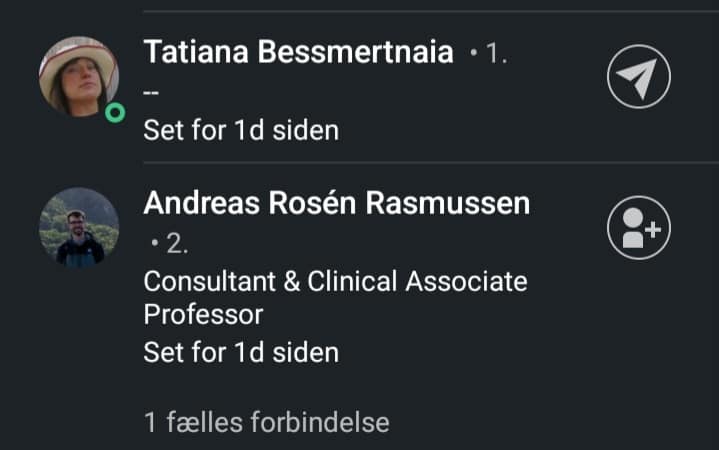 Tatiana Bessmertnaia • 1.
--
Set for 1d siden
Andreas Rosén Rasmussen
• 2.
Consultant & Clinical Associate
Professor
Set for 1d siden
1 fælles forbindelse